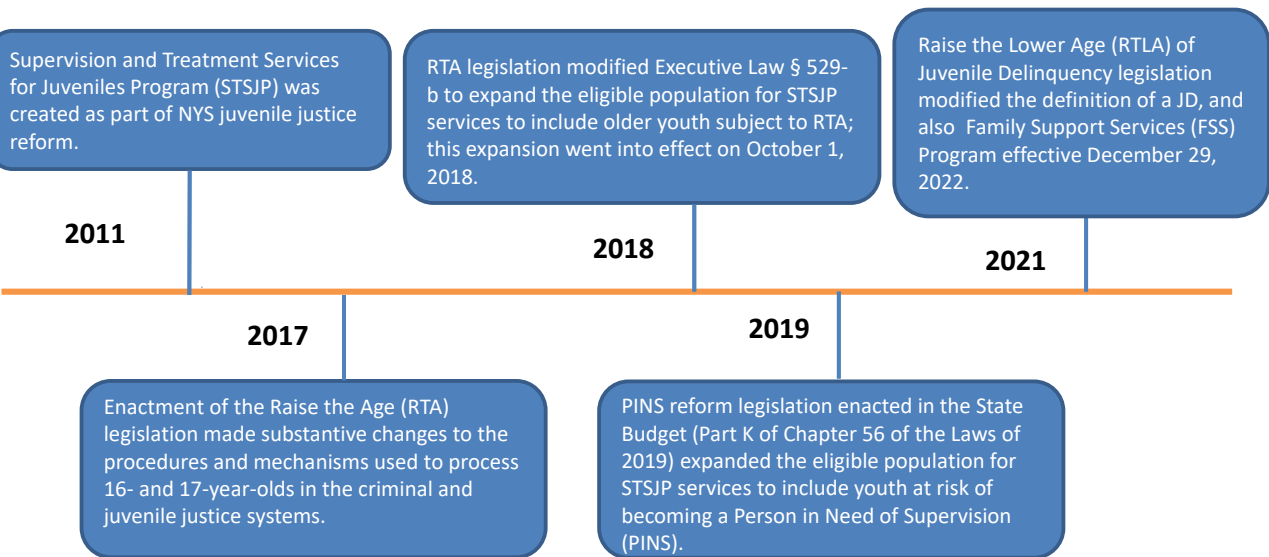 Supervision and Treatment Services
for Juveniles Program (STSJP) was
created as part of NYS juvenile justice
reform.
2011
RTA legislation modified Executive Law § 529-
b to expand the eligible population for STSJP
services to include older youth subject to RTA;
this expansion went into effect on October 1,
2018.
2018
Raise the Lower Age (RTLA) of
Juvenile Delinquency legislation
modified the definition of a JD, and
also  Family Support Services (FSS)
Program effective December 29,
2022.
2021
2017
Enactment of the Raise the Age (RTA)
legislation made substantive changes to the
procedures and mechanisms used to process
16- and 17-year-olds in the criminal and
juvenile justice systems.
2019
PINS reform legislation enacted in the State
Budget (Part K of Chapter 56 of the Laws of
2019) expanded the eligible population for
STSJP services to include youth at risk of
becoming a Person in Need of Supervision
(PINS).